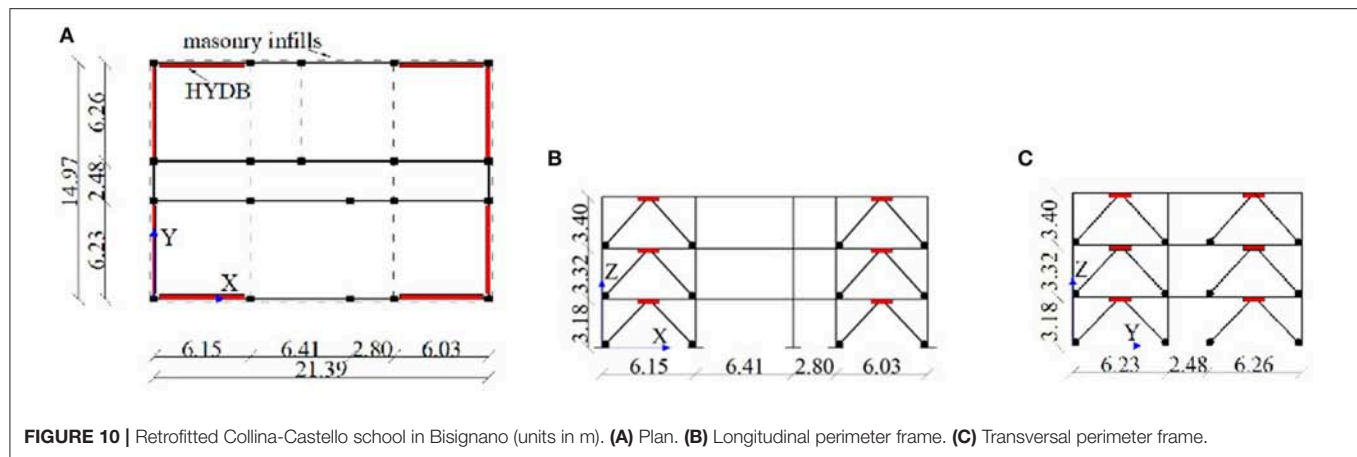 A
masonry infills
HYDB
14.97
6.26
2.48
6.23
Y
X
6.15 6.41 2.80 6.03
21.39
B
3.40
3.32
3.18
Z
X
6.15 6.41 2.80 6.03
C
3.40
3.32
3.18
Z
Y
6.23 2.48 6.26
FIGURE 10 | Retrofitted Collina-Castello school in Bisignano (units in m). (A) Plan. (B) Longitudinal perimeter frame. (C) Transversal perimeter frame.